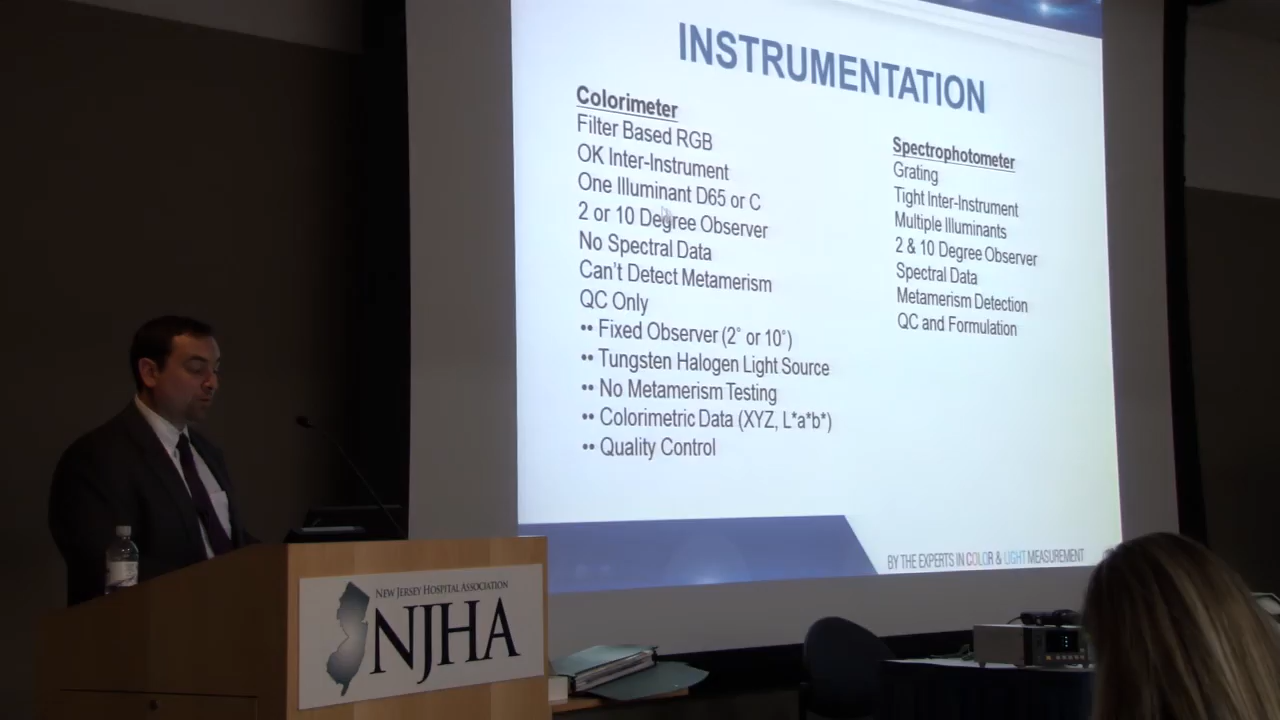 INSTRUMENTATION
Colorimeter
Filter Based RGB
OK Inter-Instrument
One Illuminant D65 or C
2 or 10 Degree Observer
No Spectral Data
Can't Detect Metamerism
QC Only
•• Fixed Observer (2° or 10°)
•• Tungsten Halogen Light Source
•• No Metamerism Testing
•• Colorimetric Data (XYZ, L*a*b*)
•• Quality Control
Spectrophotometer
Grating
Tight Inter-Instrument
Multiple Illuminants
2 & 10 Degree Observer
Spectral Data
Metamerism Detection
QC and Formulation
BY THE EXPERTS IN COLOR & LIGHT MEASUREMENT
NEW JERSEY HOSPITAL ASSOCIATION
NJHA